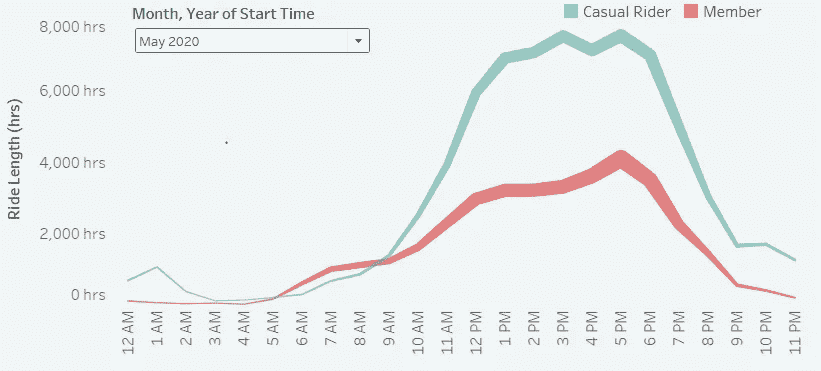 Month, Year of Start Time
May 2020
Casual Rider
Member
Ride Length (hrs)
8,000 hrs
6,000 hrs
4,000 hrs
2,000 hrs
0 hrs
12 AM
1 AM
2 AM
3 AM
4 AM
5 AM
6 AM
7 AM
8 AM
9 AM
10 AM
11 AM
12 PM
1 PM
2 PM
3 PM
4 PM
5 PM
6 PM
7 PM
8 PM
9 PM
10 PM
11 PM